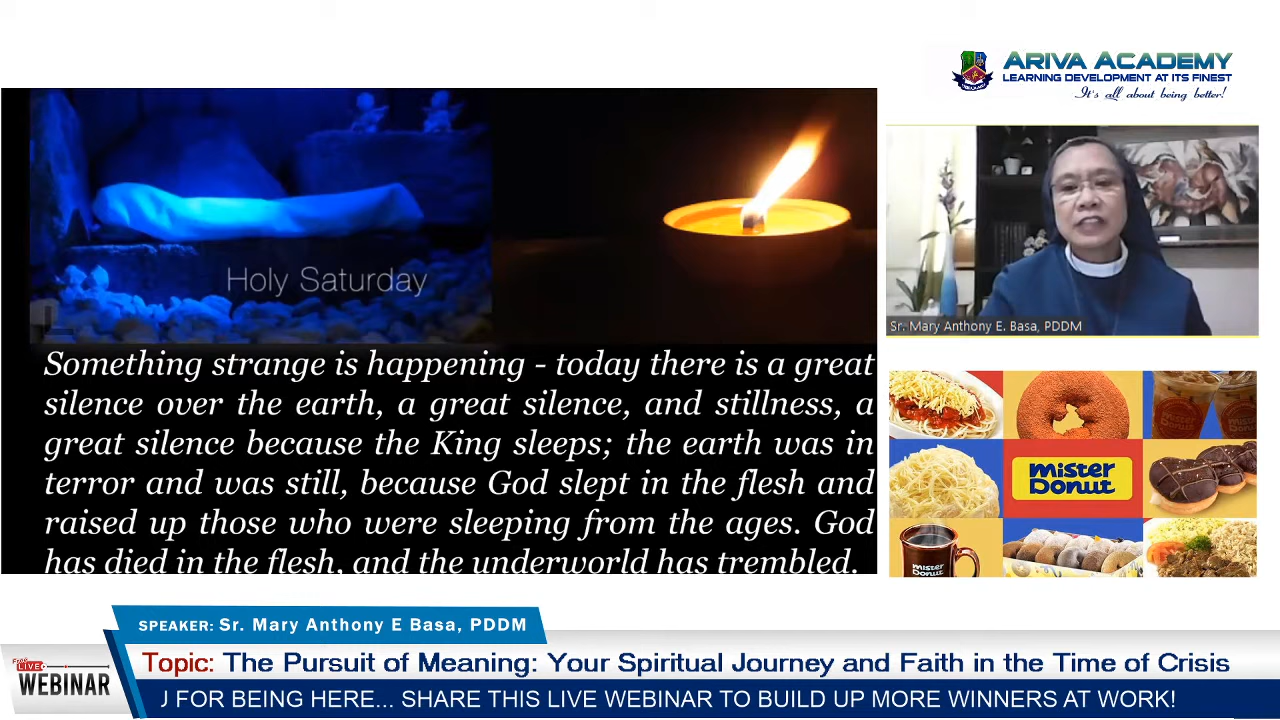 ARIVA ACADEMY
LEARNING DEVELOPMENT AT ITS FINEST
It's all about being better!
Holy Saturday
Something strange is happening - today there is a great
silence over the earth, a great silence, and stillness, a
great silence because the King sleeps; the earth was in
terror and was still, because God slept in the flesh and
raised up those who were sleeping from the ages. God
has died in the flesh, and the underworld has trembled.
Sr. Mary Anthony E. Basa, PDDM
mister
Donut
mister
Donut
SPEAKER: Sr. Mary Anthony E Basa, PDDM
Free
LIVE
WEBINAR
Topic: The Pursuit of Meaning: Your Spiritual Journey and Faith in the Time of Crisis
FOR BEING HERE... SHARE THIS LIVE WEBINAR TO BUILD UP MORE WINNERS AT WORK!